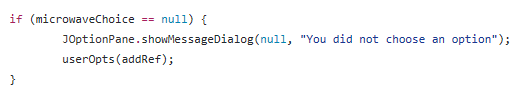 if (microwaveChoice == null) {
        JOptionPane.showMessageDialog(null, "You did not choose an option");
        userOpts(addRef);
}